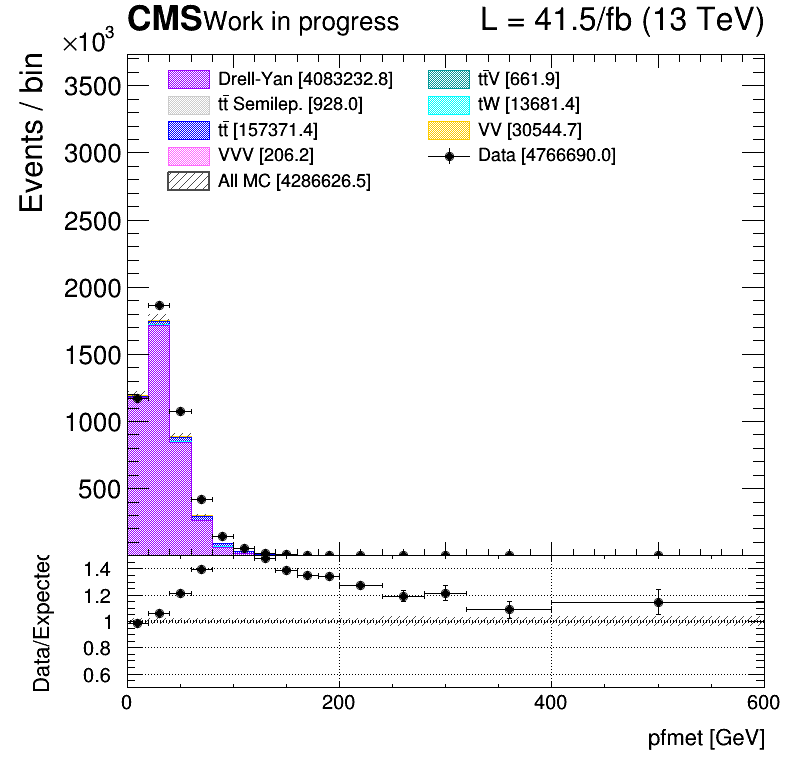 CMS Work in progress L = 41.5/fb (13 TeV)
×10³
Events / bin
3500
3000
2500
2000
1500
1000
500
Drell-Yan [4083232.8]
tt̄ Semilep. [928.0]
tt̄ [157371.4]
VVV [206.2]
All MC [4286626.5]
tt̄V [661.9]
tW [13681.4]
VV [30544.7]
Data [4766690.0]
Data/Expected
1.4
1.2
1
0.8
0.6
0 200 400 600
pfmet [GeV]